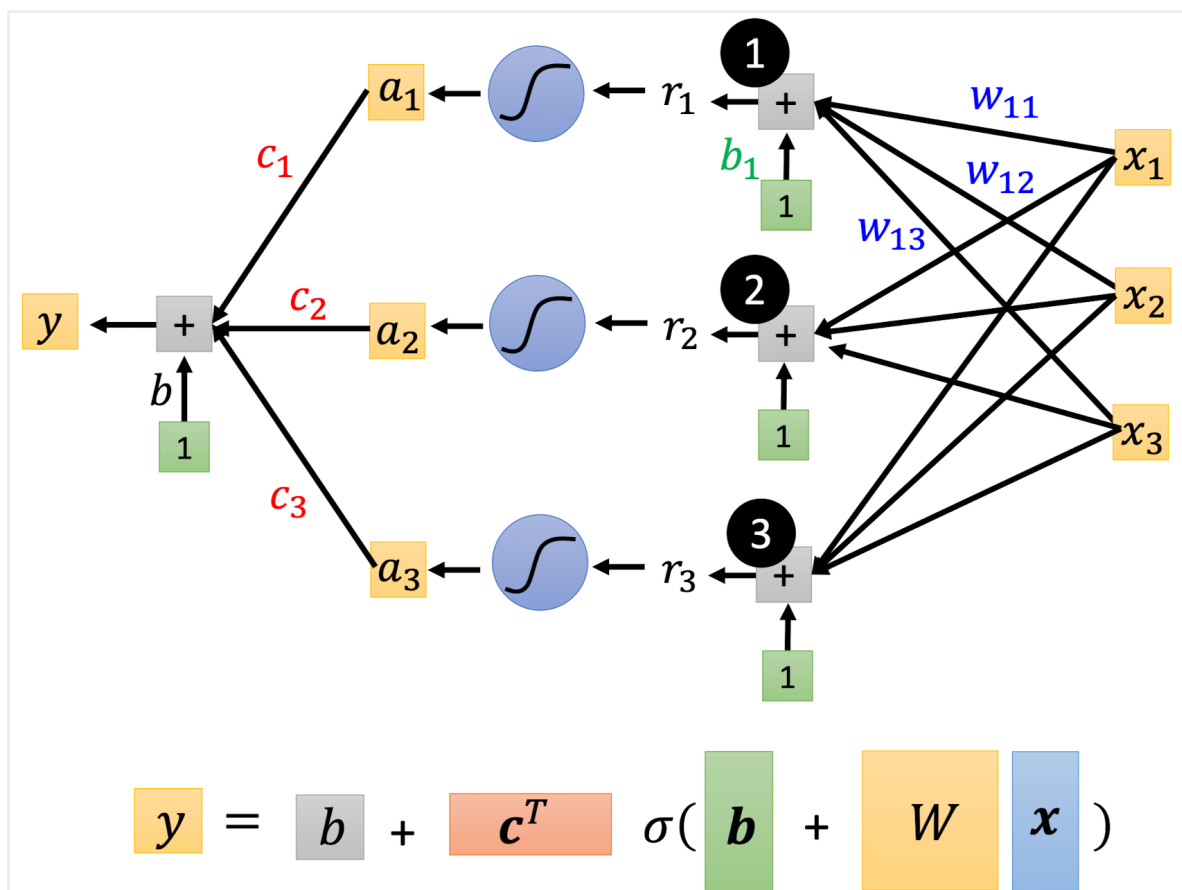 1
a₁ r₁ + w₁₁
c₁ b₁ x₁
1 w₁₂
w₁₃
2
c₂ x₂
y + a₂ r₂ +
b
1 1 x₃
c₃
3
a₃ r₃ +
1
y = b + cᵀ σ( b + W x )